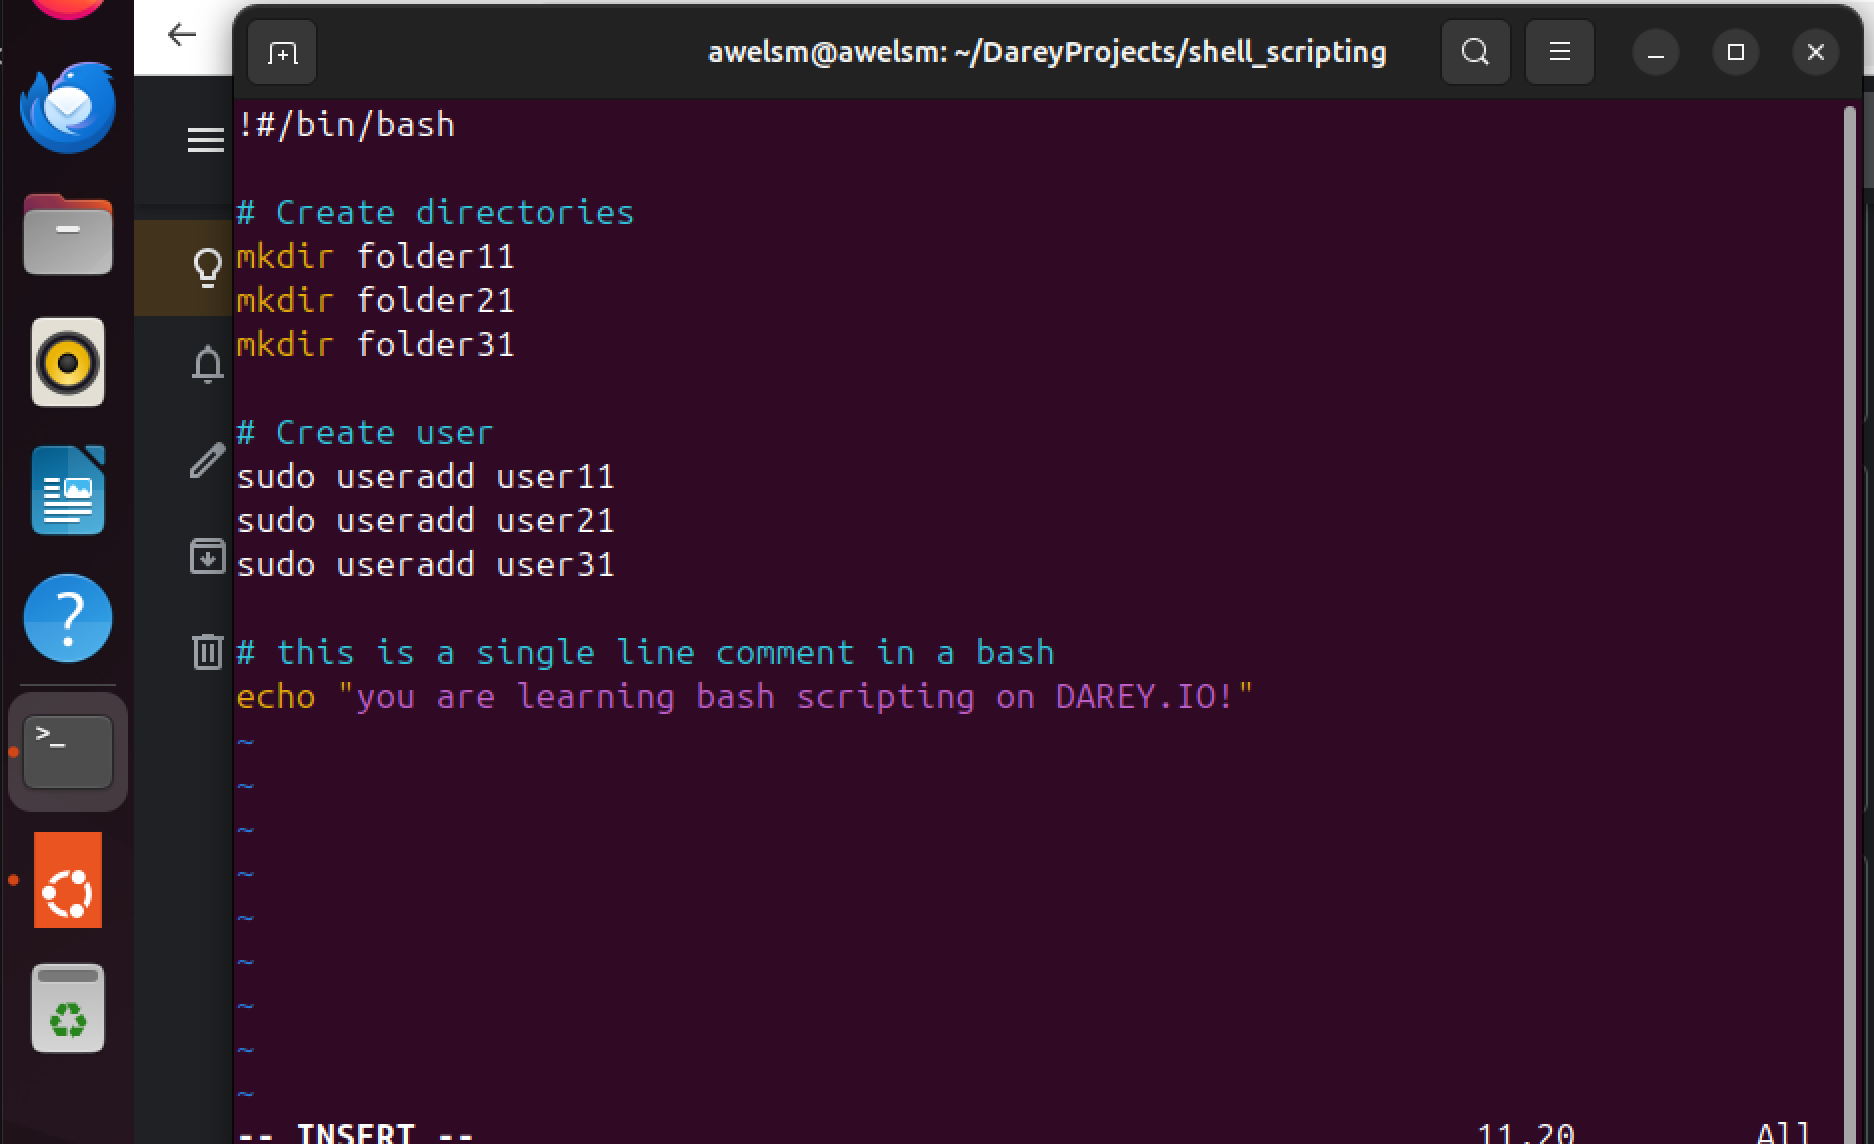 awelsm@awelsm: ~/DareyProjects/shell_scripting
!#/bin/bash
# Create directories
mkdir folder11
mkdir folder21
mkdir folder31
# Create user
sudo useradd user11
sudo useradd user21
sudo useradd user31
# this is a single line comment in a bash
echo "you are learning bash scripting on DAREY.IO!"
~
~
~
~
~
~
~
~
~
-- INSERT -- 11,20 All